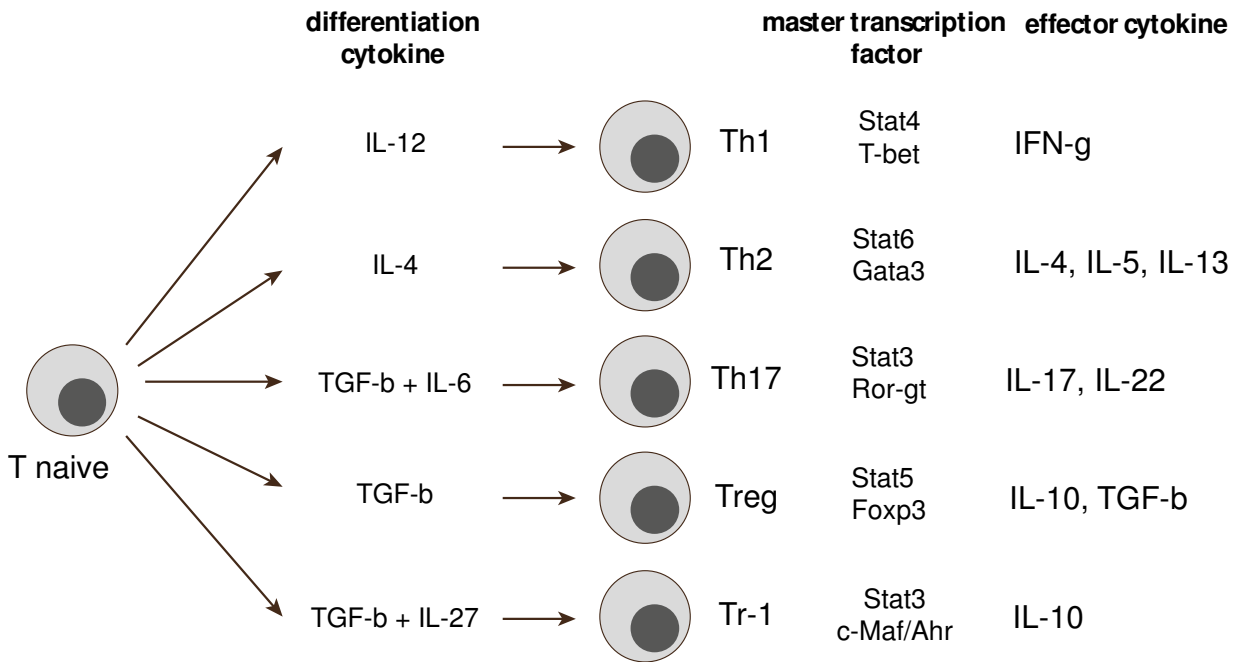 differentiation
cytokine
master transcription
factor
effector cytokine
IL-12
Th1
Stat4
T-bet
IFN-g
IL-4
Th2
Stat6
Gata3
IL-4, IL-5, IL-13
TGF-b + IL-6
Th17
Stat3
Ror-gt
IL-17, IL-22
T naive
TGF-b
Treg
Stat5
Foxp3
IL-10, TGF-b
TGF-b + IL-27
Tr-1
Stat3
c-Maf/Ahr
IL-10